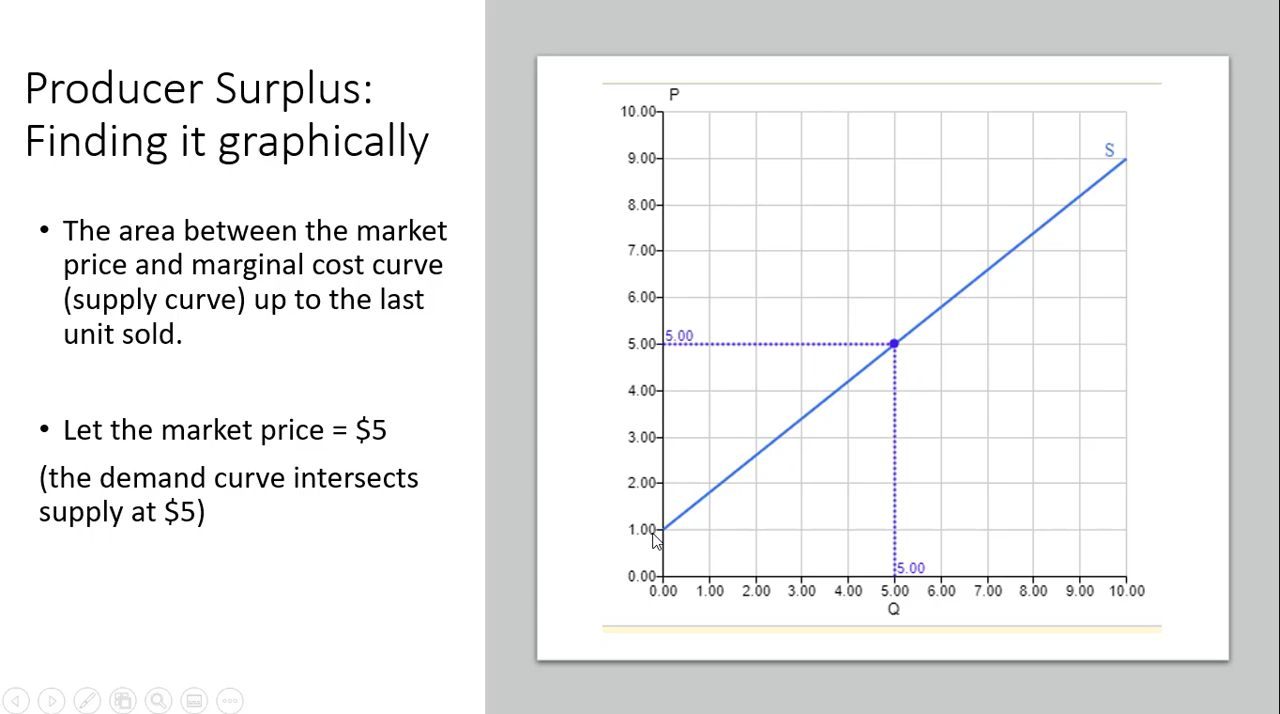 Producer Surplus:
Finding it graphically
• The area between the market
price and marginal cost curve
(supply curve) up to the last
unit sold.
• Let the market price = $5
(the demand curve intersects
supply at $5)
P
10.00
9.00
8.00
7.00
6.00
5.00
4.00
3.00
2.00
1.00
0.00
S
5.00
5.00
0.00 1.00 2.00 3.00 4.00 5.00 6.00 7.00 8.00 9.00 10.00
Q